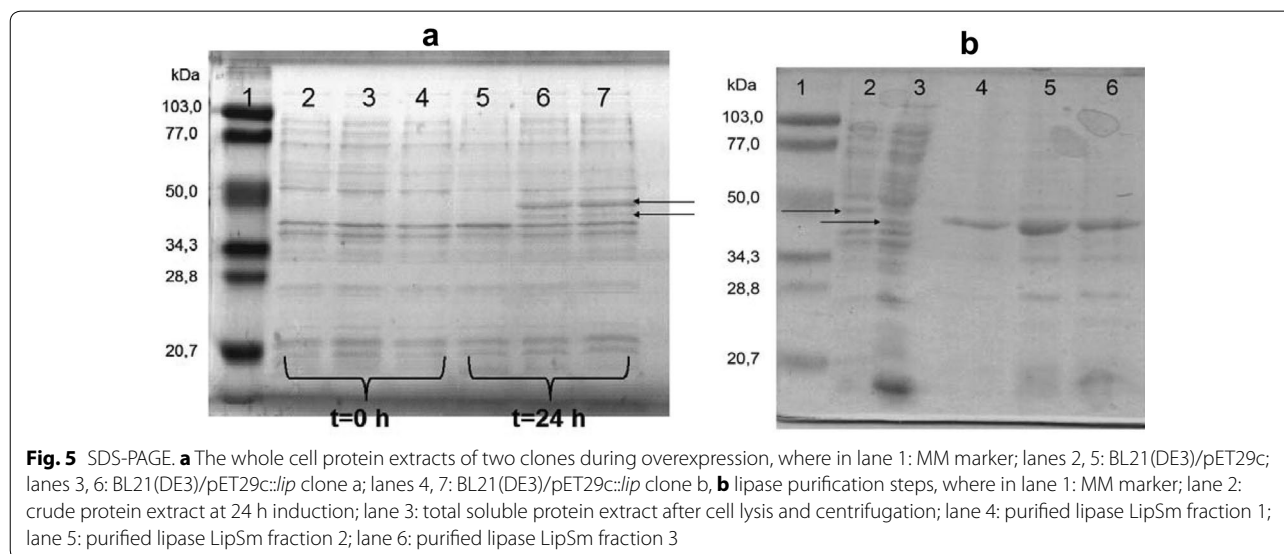 a
b
kDa
1 2 3 4 5 6 7
103,0
77,0
50,0
34,3
28,8
20,7
t=0 h
t=24 h
kDa
1 2 3 4 5 6
103,0
77,0
50,0
34,3
28,8
20,7
Fig. 5 SDS-PAGE. a The whole cell protein extracts of two clones during overexpression, where in lane 1: MM marker; lanes 2, 5: BL21(DE3)/pET29c;
lanes 3, 6: BL21(DE3)/pET29c::lip clone a; lanes 4, 7: BL21(DE3)/pET29c::lip clone b, b lipase purification steps, where in lane 1: MM marker; lane 2:
crude protein extract at 24 h induction; lane 3: total soluble protein extract after cell lysis and centrifugation; lane 4: purified lipase LipSm fraction 1;
lane 5: purified lipase LipSm fraction 2; lane 6: purified lipase LipSm fraction 3